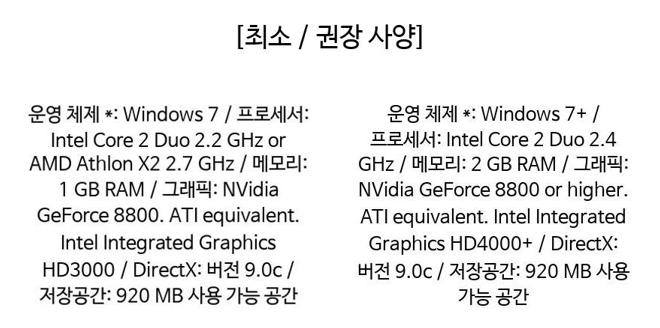 [최소 / 권장 사양]
운영 체제 *: Windows 7 / 프로세서:
Intel Core 2 Duo 2.2 GHz or
AMD Athlon X2 2.7 GHz / 메모리:
1 GB RAM / 그래픽: NVidia
GeForce 8800. ATI equivalent.
Intel Integrated Graphics
HD3000 / DirectX: 버전 9.0c /
저장공간: 920 MB 사용 가능 공간
운영 체제 *: Windows 7+ /
프로세서: Intel Core 2 Duo 2.4
GHz / 메모리: 2 GB RAM / 그래픽:
NVidia GeForce 8800 or higher.
ATI equivalent. Intel Integrated
Graphics HD4000+ / DirectX:
버전 9.0c / 저장공간: 920 MB 사용
가능 공간